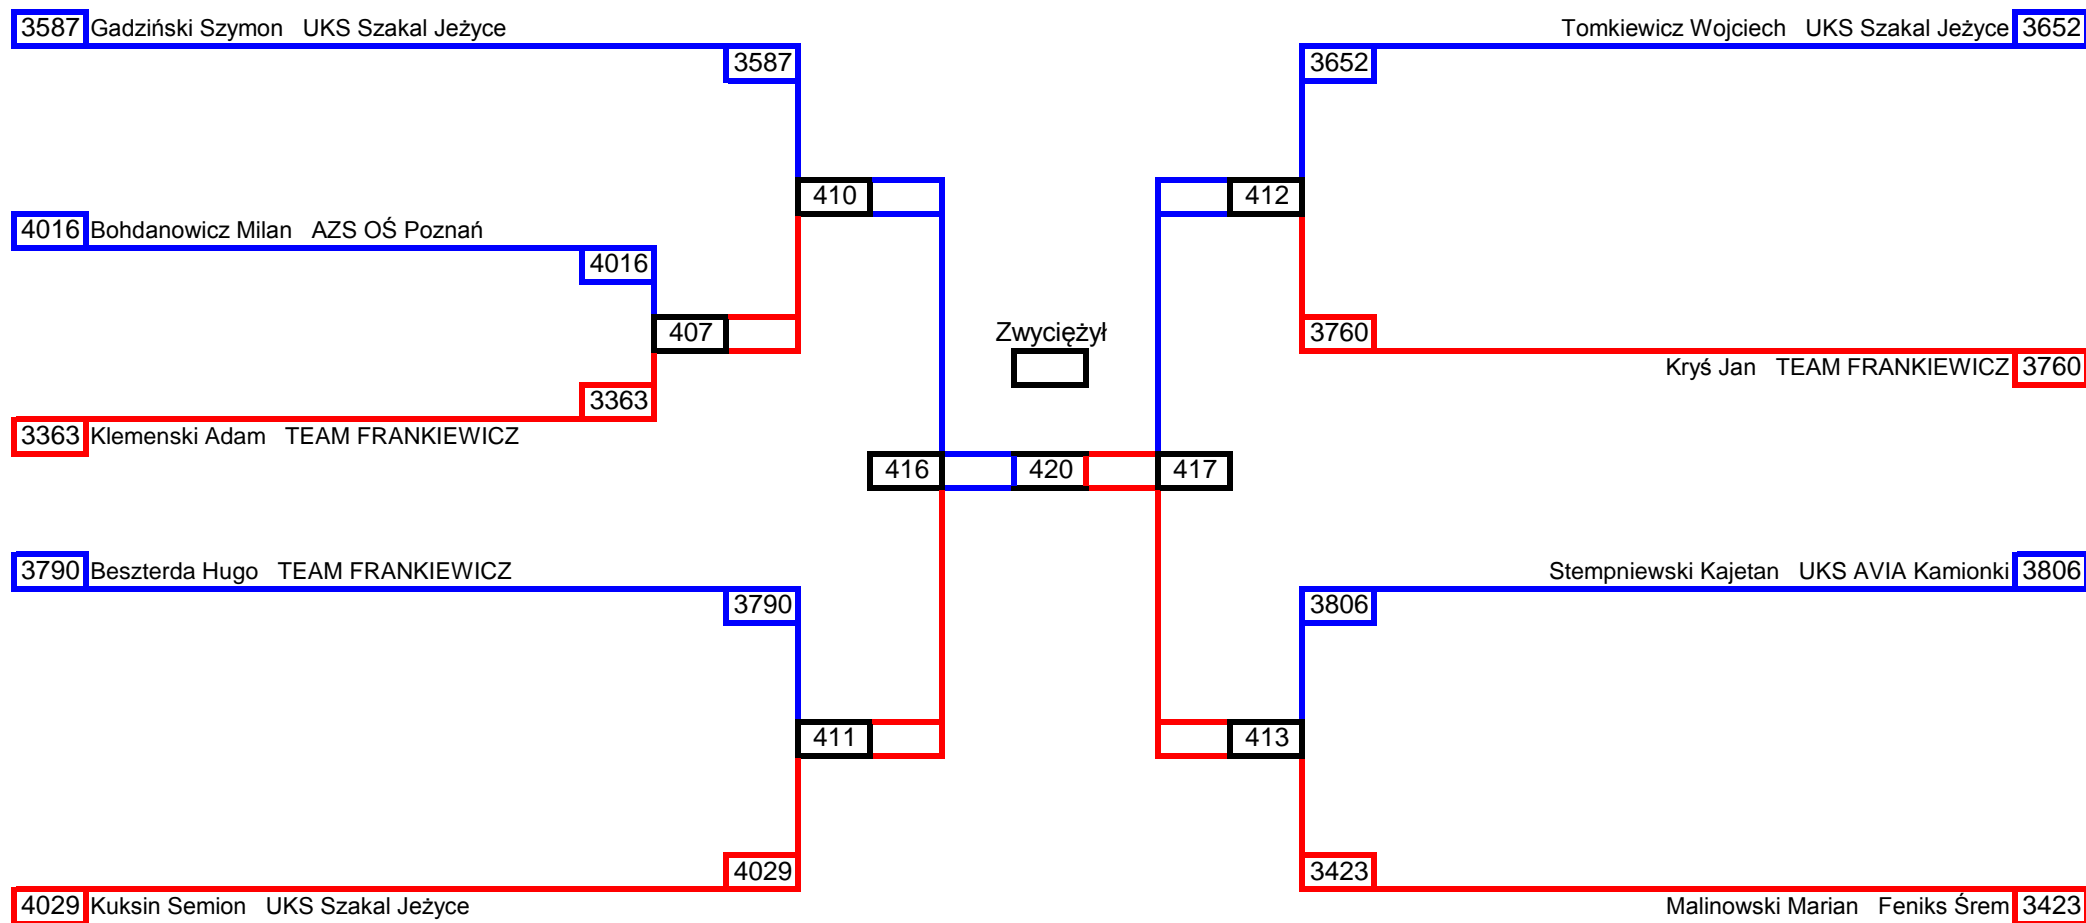 3587 Gadziński Szymon UKS Szakal Jeżyce
Tomkiewicz Wojciech UKS Szakal Jeżyce 3652
3587
3652
410
412
4016 Bohdanowicz Milan AZS OŚ Poznań
4016
407
Zwyciężył
3760
Kryś Jan TEAM FRANKIEWICZ 3760
3363
3363 Klemenski Adam TEAM FRANKIEWICZ
416
420
417
3790 Beszterda Hugo TEAM FRANKIEWICZ
Stempniewski Kajetan UKS AVIA Kamionki 3806
3790
3806
411
413
4029
3423
4029 Kuksin Semion UKS Szakal Jeżyce
Malinowski Marian Feniks Śrem 3423